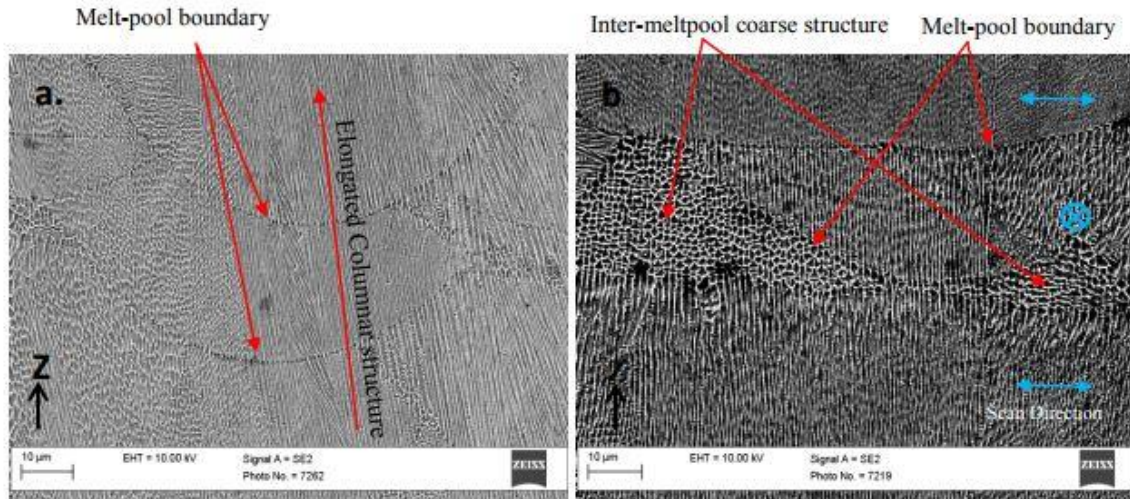 Melt-pool boundary
Inter-meltpool coarse structure
Melt-pool boundary
a.
Elongated Columnar structure
Z
10 µm
EHT = 10.00 kV
Signal A = SE2
Photo No. = 7262
ZEISS
b
Z
Scan Direction
10 µm
EHT = 10.00 kV
Signal A = SE2
Photo No. = 7219
ZEISS